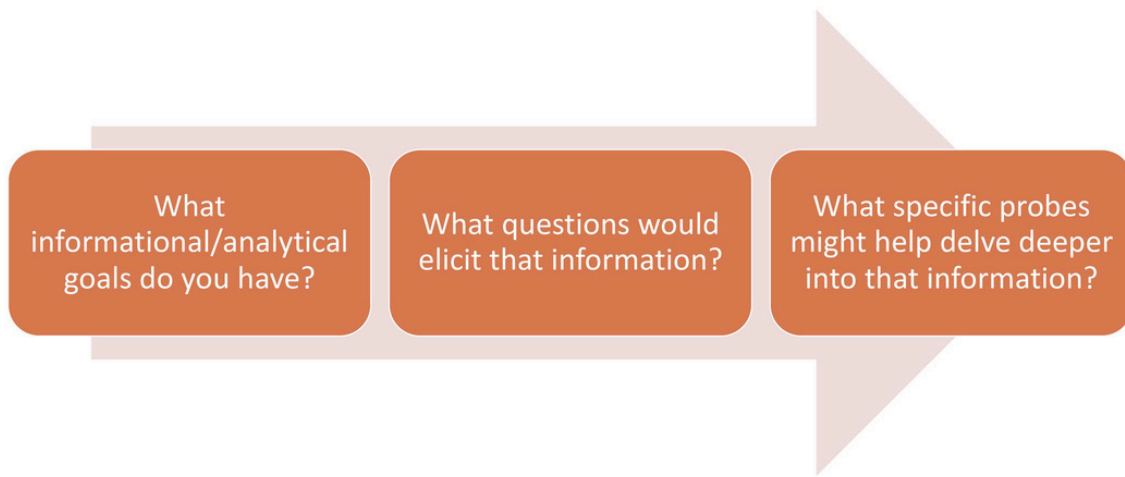 What
informational/analytical
goals do you have?
What questions would
elicit that information?
What specific probes
might help delve deeper
into that information?